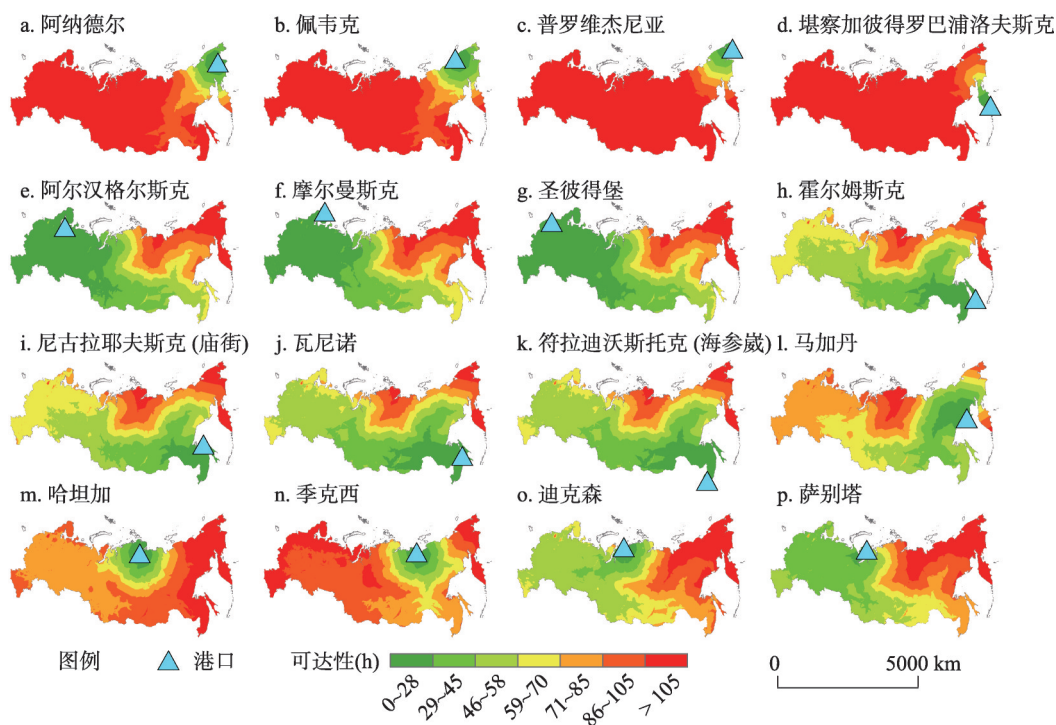 a. 阿纳德尔
b. 佩韦克
c. 普罗维杰尼亚
d. 堪察加彼得罗巴浦洛夫斯克
e. 阿尔汉格尔斯克
f. 摩尔曼斯克
g. 圣彼得堡
h. 霍尔姆斯克
i. 尼古拉耶夫斯克 (庙街)
j. 瓦尼诺
k. 符拉迪沃斯托克 (海参崴)
l. 马加丹
m. 哈坦加
n. 季克西
o. 迪克森
p. 萨别塔
图例
港口
可达性(h)
0~28
29~45
46~58
59~70
71~85
86~105
> 105
0
5000 km